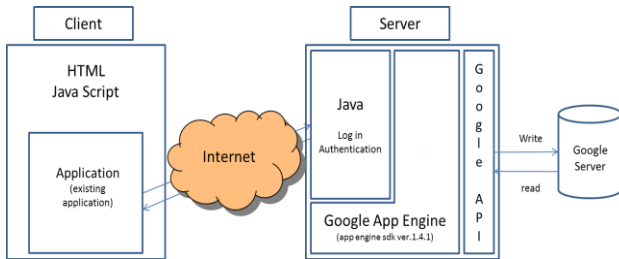 Client
Server
HTML
Java Script
Application
(existing
application)
Internet
Java
Log in
Authentication
Google App Engine
(app engine sdk ver.1.4.1)
G
o
o
g
l
e
A
P
I
Write
read
Google
Server